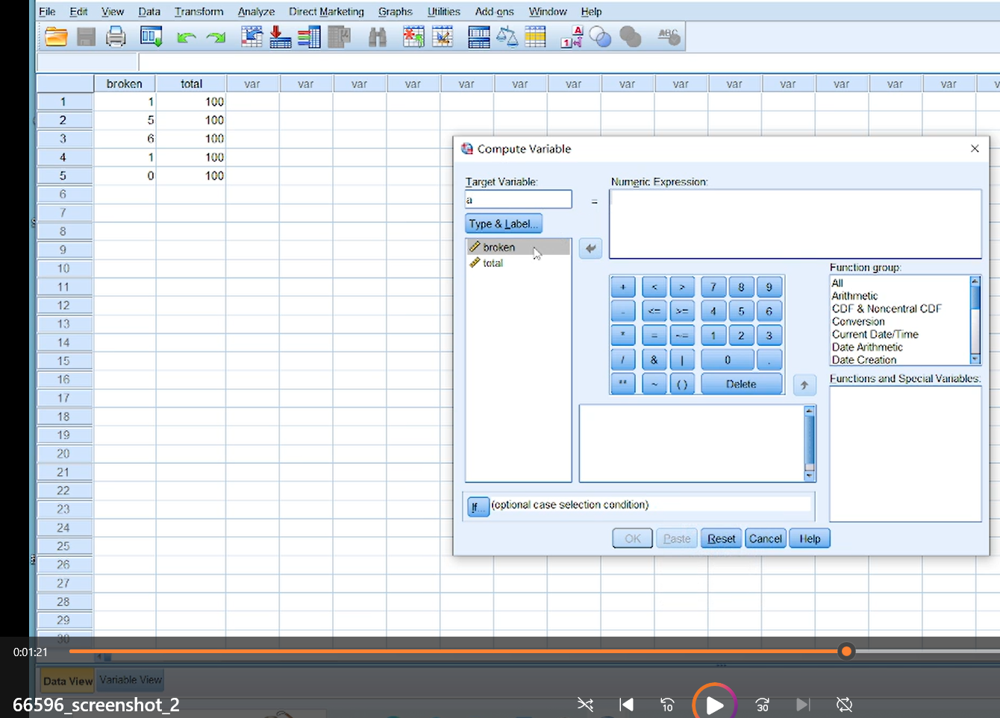 File Edit View Data Transform Analyze Direct Marketing Graphs Utilities Add-ons Window Help
A
1
ABC
broken total var var var var var var var var var var var var var var
1 1 100
2 5 100
3 6 100
4 1 100
5 0 100
6
7
8
9
10
11
12
13
14
15
16
17
18
19
20
21
22
23
24
25
26
27
28
29
30
Compute Variable
Target Variable:
a
=
Numeric Expression:
Type & Label...
broken
total
+ < > 7 8 9
- <= >= 4 5 6
* = ~= 1 2 3
/ & | 0 .
** ~ ( ) Delete
Function group:
All
Arithmetic
CDF & Noncentral CDF
Conversion
Current Date/Time
Date Arithmetic
Date Creation
Functions and Special Variables:
If... (optional case selection condition)
OK Paste Reset Cancel Help
0:01:21
Data View Variable View
66596_screenshot_2
10
30